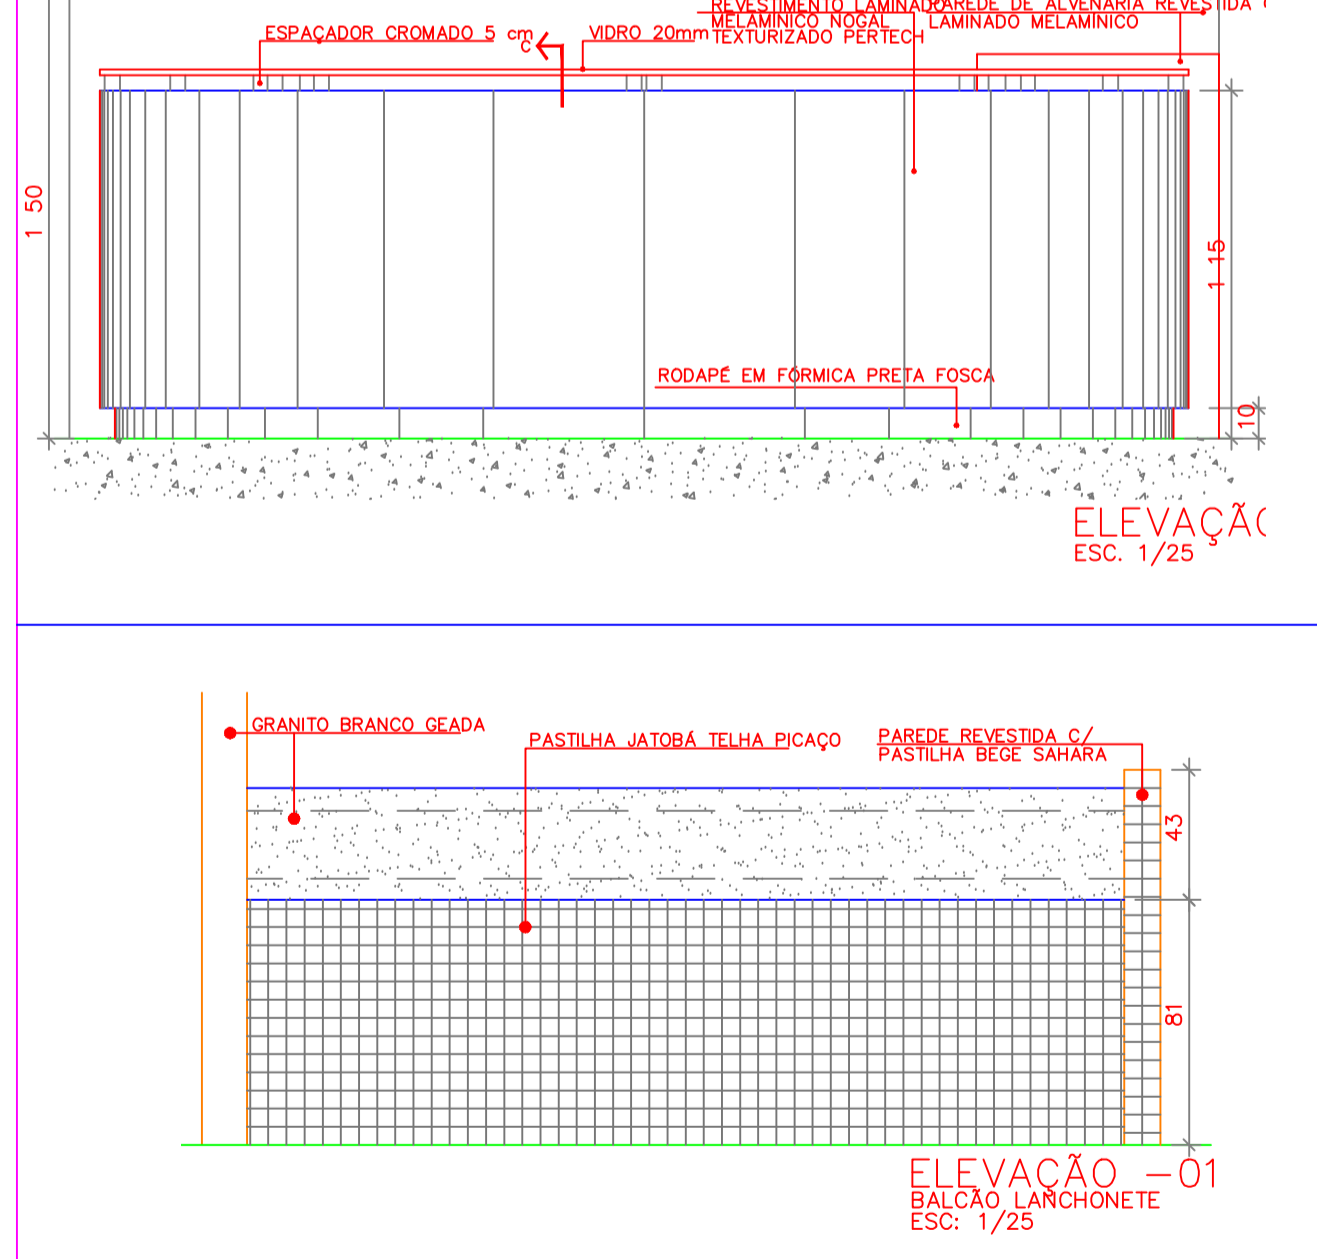 REVESTIMENTO LAMINADO
MELAMÍNICO NOGAL
TEXTURIZADO PERTECH
PAREDE DE ALVENARIA REVESTIDA
LAMINADO MELAMÍNICO
ESPAÇADOR CROMADO 5 cm
C
VIDRO 20mm
1 50
1 15
RODAPÉ EM FÓRMICA PRETA FOSCA
10
ELEVAÇÃO
ESC. 1/25
GRANITO BRANCO GEADA
PASTILHA JATOBÁ TELHA PICAÇO
PAREDE REVESTIDA C/
PASTILHA BEGE SAHARA
43
81
ELEVAÇÃO -01
BALCÃO LANCHONETE
ESC: 1/25